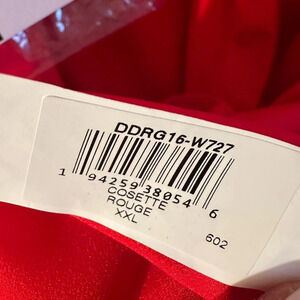 DDRG16-W727
1 94259 38054 6
COSETTE
ROUGE
XXL
602